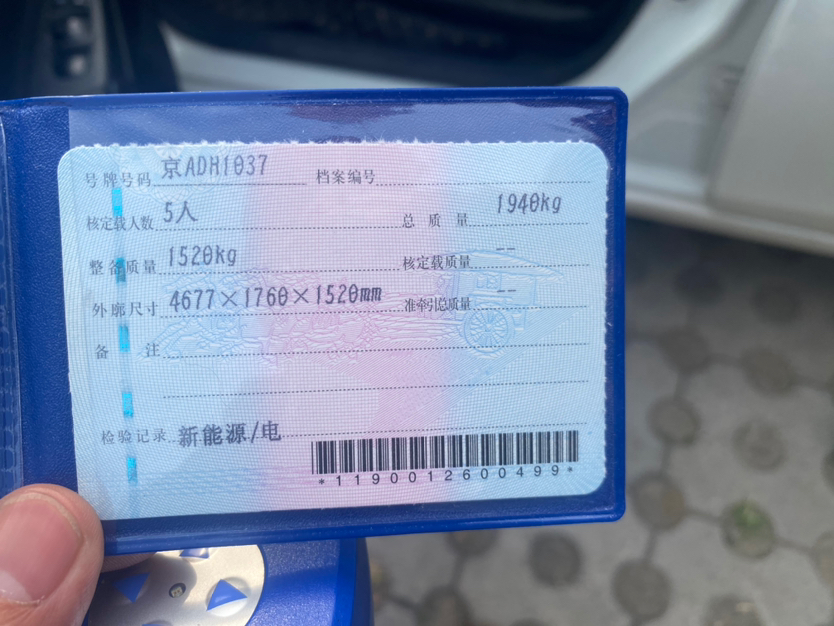 号牌号码 京ADH1037 档案编号
核定载人数 5人 总质量 1940kg
整备质量 1520kg 核定载质量 --
外廓尺寸 4677×1760×1520mm 准牵引总质量 --
备注
检验记录 新能源/电
*1190012600499*